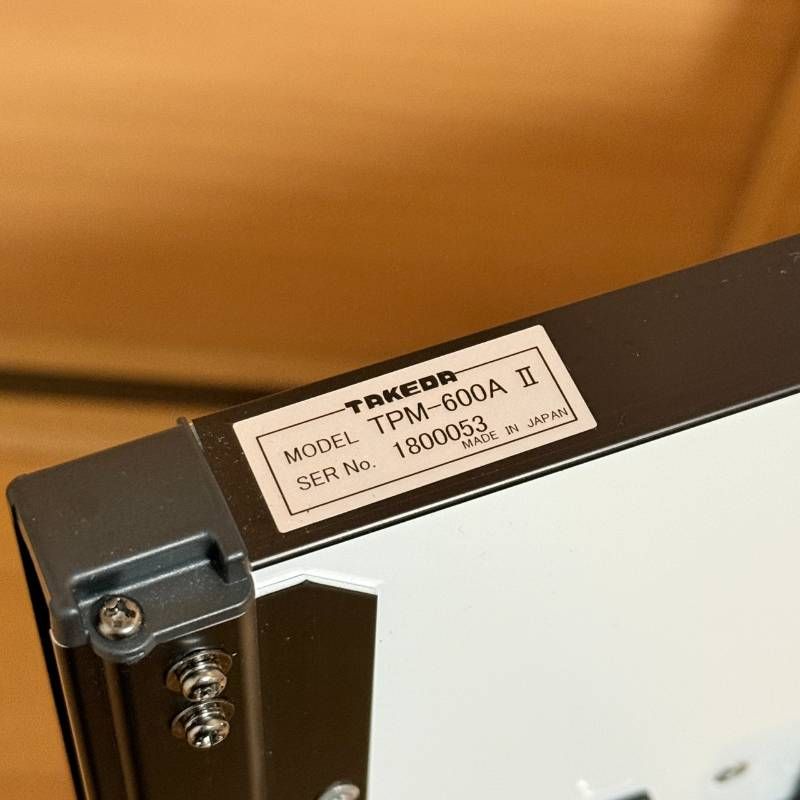 TAKEDA
MODEL TPM-600A II
SER No. 1800053
MADE IN JAPAN